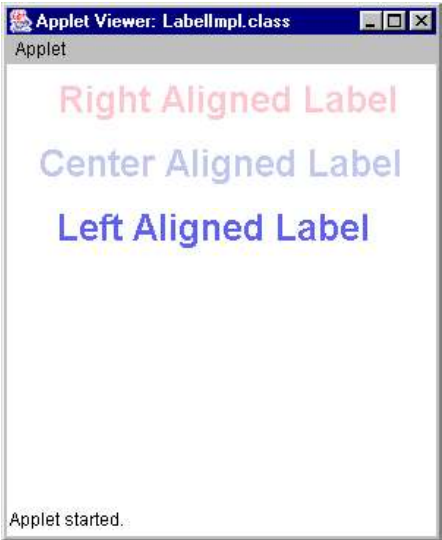 Applet Viewer: LabelImpl.class
Applet
Right Aligned Label
Center Aligned Label
Left Aligned Label
Applet started.